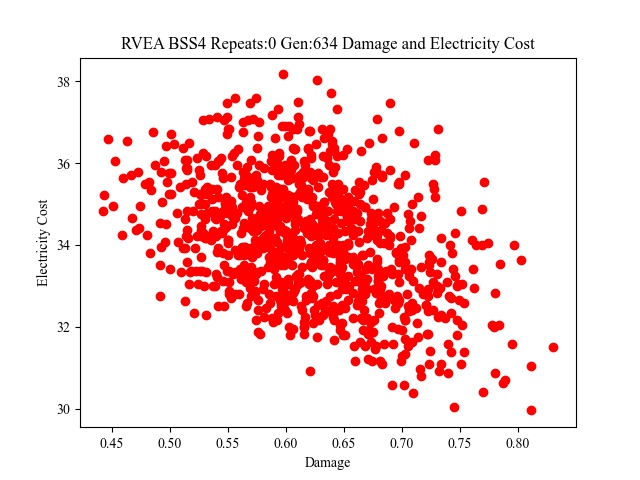 RVEA BSS4 Repeats:0 Gen:634 Damage and Electricity Cost
38
36
34
32
30
Electricity Cost
0.45 0.50 0.55 0.60 0.65 0.70 0.75 0.80
Damage